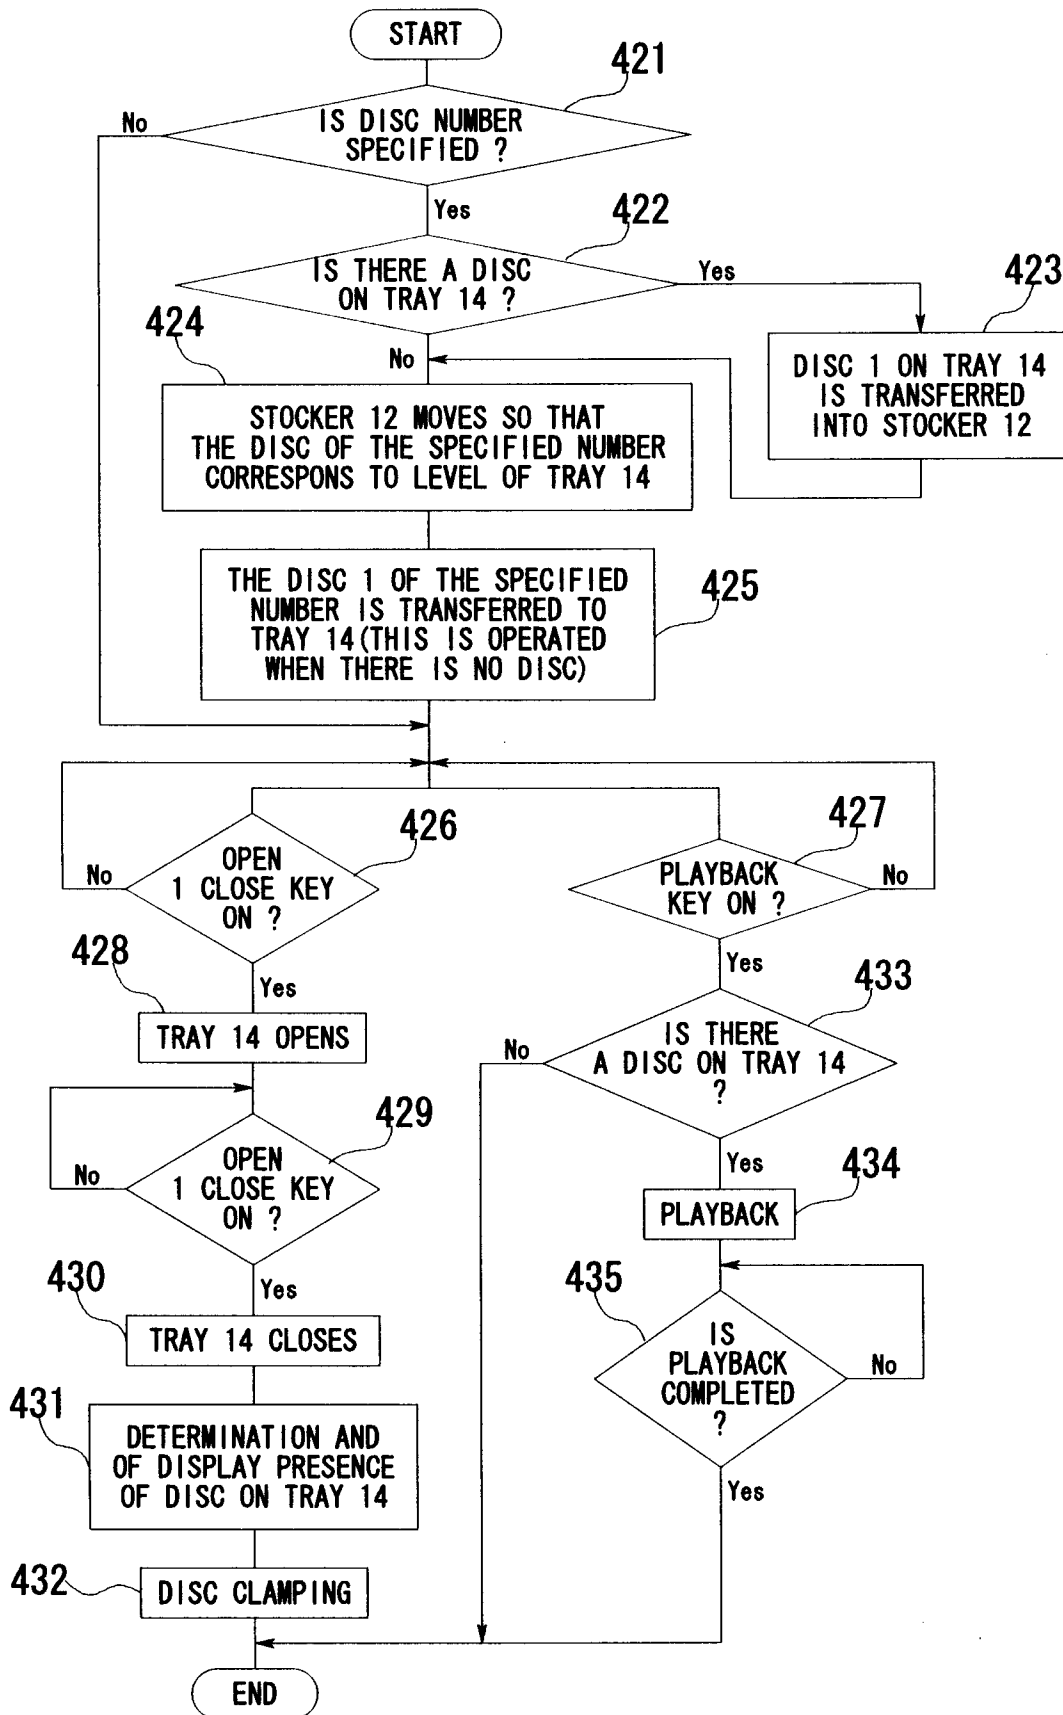 START
421
IS DISC NUMBER
SPECIFIED ?
No
Yes
422
IS THERE A DISC
ON TRAY 14 ?
Yes
423
No
DISC 1 ON TRAY 14
IS TRANSFERRED
INTO STOCKER 12
424
STOCKER 12 MOVES SO THAT
THE DISC OF THE SPECIFIED NUMBER
CORRESPONS TO LEVEL OF TRAY 14
425
THE DISC 1 OF THE SPECIFIED
NUMBER IS TRANSFERRED TO
TRAY 14(THIS IS OPERATED
WHEN THERE IS NO DISC)
426
OPEN
1 CLOSE KEY
ON ?
No
Yes
427
PLAYBACK
KEY ON ?
No
Yes
428
TRAY 14 OPENS
433
IS THERE
A DISC ON TRAY 14
?
No
Yes
429
OPEN
1 CLOSE KEY
ON ?
No
Yes
434
PLAYBACK
430
TRAY 14 CLOSES
435
IS
PLAYBACK
COMPLETED
?
No
Yes
431
DETERMINATION AND
OF DISPLAY PRESENCE
OF DISC ON TRAY 14
432
DISC CLAMPING
END